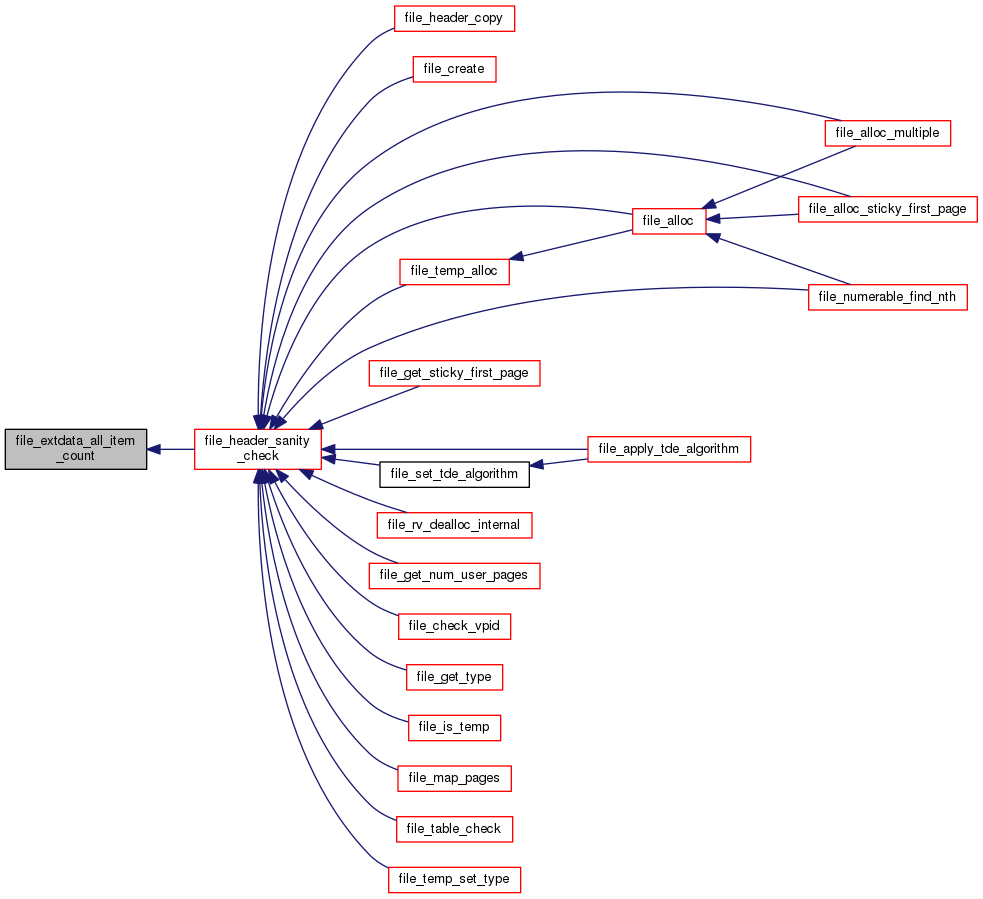 file_header_copy
file_create
file_alloc_multiple
file_alloc_sticky_first_page
file_alloc
file_temp_alloc
file_numerable_find_nth
file_get_sticky_first_page
file_extdata_all_item
_count
file_header_sanity
_check
file_apply_tde_algorithm
file_set_tde_algorithm
file_rv_dealloc_internal
file_get_num_user_pages
file_check_vpid
file_get_type
file_is_temp
file_map_pages
file_table_check
file_temp_set_type